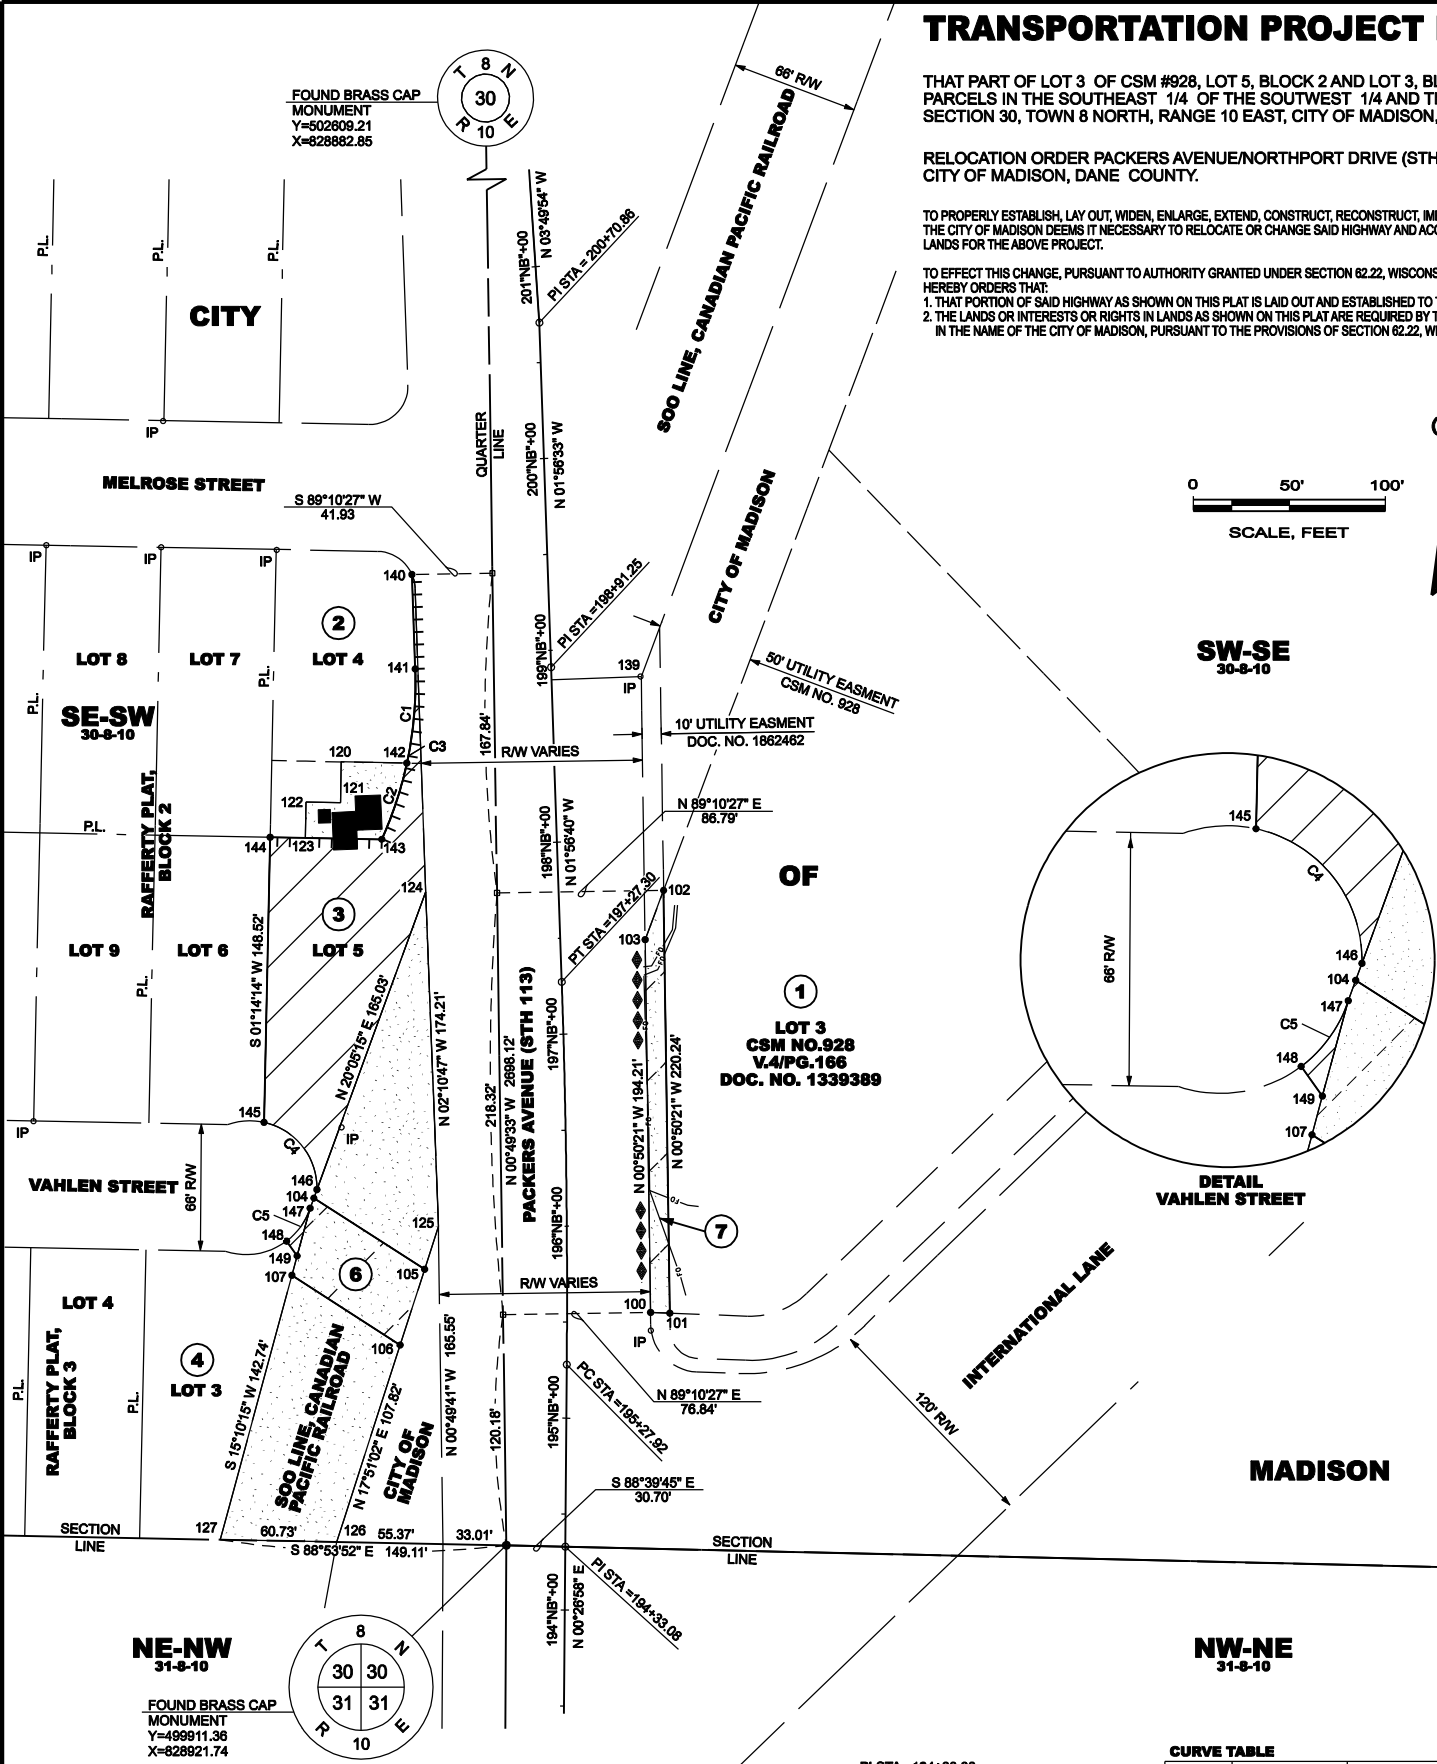 TRANSPORTATION PROJECT
THAT PART OF LOT 3 OF CSM #928, LOT 5, BLOCK 2 AND LOT 3,
PARCELS IN THE SOUTHEAST 1/4 OF THE SOUTWEST 1/4 AND
SECTION 30, TOWN 8 NORTH, RANGE 10 EAST, CITY OF MADISON,
RELOCATION ORDER PACKERS AVENUE/NORTHPORT DRIVE (STH
CITY OF MADISON, DANE COUNTY.
TO PROPERLY ESTABLISH, LAY OUT, WIDEN, ENLARGE, EXTEND, CONSTRUCT, RECONSTRUCT,
THE CITY OF MADISON DEEMS IT NECESSARY TO RELOCATE OR CHANGE SAID HIGHWAY AND
LANDS FOR THE ABOVE PROJECT.
TO EFFECT THIS CHANGE, PURSUANT TO AUTHORITY GRANTED UNDER SECTION 62.22,
HEREBY ORDERS THAT:
1. THAT PORTION OF SAID HIGHWAY AS SHOWN ON THIS PLAT IS LAID OUT AND ESTABLISHED TO
2. THE LANDS OR INTERESTS OR RIGHTS IN LANDS AS SHOWN ON THIS PLAT ARE REQUIRED BY
IN THE NAME OF THE CITY OF MADISON, PURSUANT TO THE PROVISIONS OF SECTION 62.22,
FOUND BRASS CAP
MONUMENT
Y=502609.21
X=828882.85
T 8 N
30
R 10 E
66' R/W
SOO LINE, CANADIAN PACIFIC RAILROAD
201"NB"+00
N 03°49'54" W
PI STA = 200+70.86
P.L.
P.L.
P.L.
CITY
IP
MELROSE STREET
QUARTER
LINE
200"NB"+00
N 01°56'33" W
S 89°10'27" W
41.93
0 50' 100'
SCALE, FEET
CITY OF MADISON
IP
IP
IP
140
2
LOT 8
LOT 7
LOT 4
141
P.L.
P.L.
199"NB"+00
PI STA =198+91.25
139
IP
50' UTILITY EASMENT
CSM NO. 928
SW-SE
30-8-10
SE-SW
30-8-10
C1
10' UTILITY EASMENT
DOC. NO. 1862462
167.84'
R/W VARIES
120
142
C3
C2
121
122
123
143
144
RAFFERTY PLAT,
BLOCK 2
P.L.
198"NB"+00
N 01°56'40" W
N 89°10'27" E
86.79'
124
PT STA =197+27.30
102
103
OF
145
C4
66' R/W
146
104
147
C5
148
149
107
DETAIL
VAHLEN STREET
3
LOT 5
LOT 9
LOT 6
P.L.
S 01°14'14" W 148.52'
N 20°05'15" E 165.03'
N 02°10'47" W 174.21'
218.32'
N 00°49'33" W 2698.12'
PACKERS AVENUE (STH 113)
197"NB"+00
FO
FO
FO
FO
N 00°50'21" W 194.21'
N 00°50'21" W 220.24'
1
LOT 3
CSM NO.928
V.4/PG.166
DOC. NO. 1339389
145
IP
C4
IP
VAHLEN STREET
66' R/W
146
104
147
C5
148
149
107
125
105
106
6
196"NB"+00
FO
FO
7
R/W VARIES
100
101
IP
LOT 4
RAFFERTY PLAT,
BLOCK 3
P.L.
P.L.
4
LOT 3
S 15°10'15" W 142.74'
SOO LINE, CANADIAN
PACIFIC RAILROAD
N 17°51'02" E 107.82'
CITY OF
MADISON
N 00°49'41" W 165.55'
120.18'
195"NB"+00
PC STA =195+27.92
N 89°10'27" E
76.84'
INTERNATIONAL LANE
120' R/W
MADISON
S 88°39'45" E
30.70'
SECTION
LINE
127
60.73'
126
55.37'
33.01'
S 88°53'52" E 149.11'
SECTION
LINE
194"NB"+00
N 00°26'58" E
PI STA =194+33.08
NE-NW
31-8-10
T 8 N
30 30
31 31
R 10 E
FOUND BRASS CAP
MONUMENT
Y=499911.36
X=828921.74
NW-NE
31-8-10
CURVE TABLE